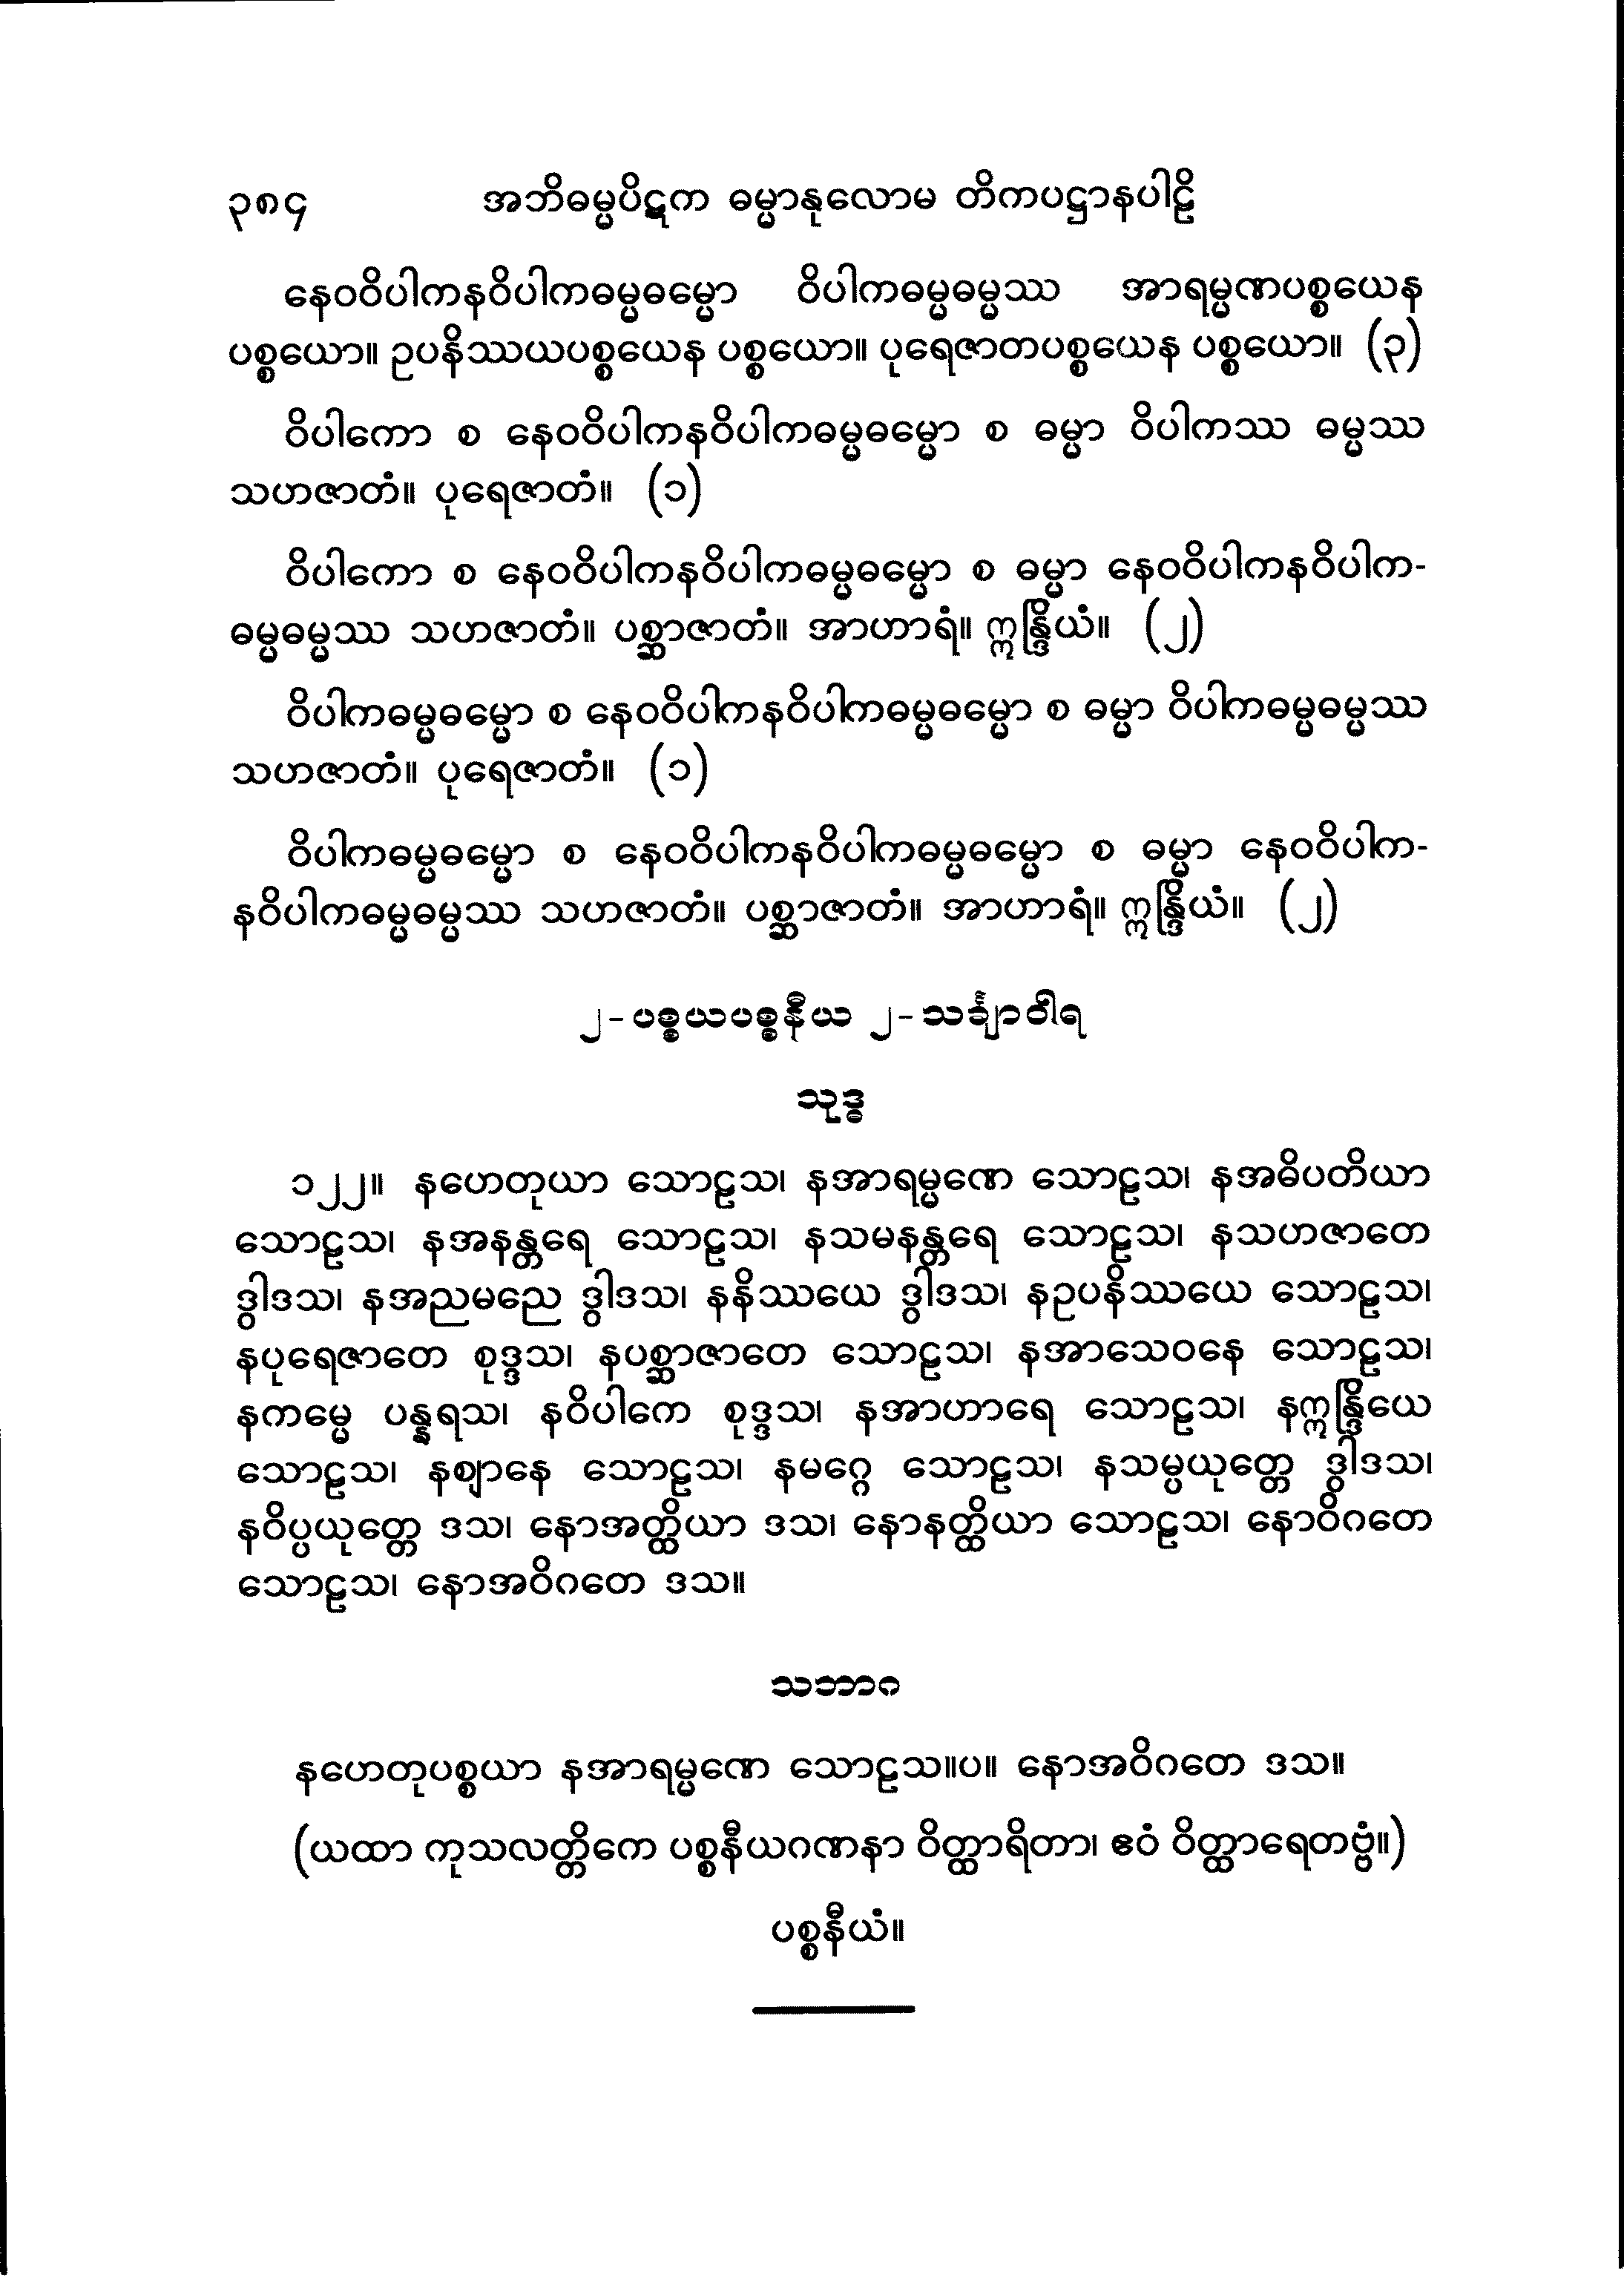 ၃၈၄ အဘိဓမ္မပိဋက ဓမ္မာနုလောမ တိကပဋ္ဌာနပါဠိ
နေဝဝိပါကနဝိပါကဓမ္မဓမ္မော ဝိပါကဓမ္မဓမ္မဿ အာရမ္မဏပစ္စယေန
ပစ္စယော။ ဥပနိဿယပစ္စယေန ပစ္စယော။ ပုရေဇာတပစ္စယေန ပစ္စယော။ (၃)
ဝိပါကော စ နေဝဝိပါကနဝိပါကဓမ္မဓမ္မော စ ဓမ္မာ ဝိပါကဿ ဓမ္မဿ
သဟဇာတံ။ ပုရေဇာတံ။ (၁)
ဝိပါကော စ နေဝဝိပါကနဝိပါကဓမ္မဓမ္မော စ ဓမ္မာ နေဝဝိပါကနဝိပါက-
ဓမ္မဓမ္မဿ သဟဇာတံ။ ပစ္ဆာဇာတံ။ အာဟာရံ။ ဣန္ဒြိယံ။ (၂)
ဝိပါကဓမ္မဓမ္မော စ နေဝဝိပါကနဝိပါကဓမ္မဓမ္မော စ ဓမ္မာ ဝိပါကဓမ္မဓမ္မဿ
သဟဇာတံ။ ပုရေဇာတံ။ (၁)
ဝိပါကဓမ္မဓမ္မော စ နေဝဝိပါကနဝိပါကဓမ္မဓမ္မော စ ဓမ္မာ နေဝဝိပါက-
နဝိပါကဓမ္မဓမ္မဿ သဟဇာတံ။ ပစ္ဆာဇာတံ။ အာဟာရံ။ ဣန္ဒြိယံ။ (၂)
၂-ပစ္စယပစ္စနီယ ၂-သင်္ချာဝါရ
သုဒ္ဓ
၁၂၂။ နဟေတုယာ သောဠသ၊ နအာရမ္မဏေ သောဠသ၊ နအဓိပတိယာ
သောဠသ၊ နအနန္တရေ သောဠသ၊ နသမနန္တရေ သောဠသ၊ နသဟဇာတေ
ဒွါဒသ၊ နအညမညေ ဒွါဒသ၊ နနိဿယေ ဒွါဒသ၊ နဥပနိဿယေ သောဠသ၊
နပုရေဇာတေ စုဒ္ဒသ၊ နပစ္ဆာဇာတေ သောဠသ၊ နအာသေဝနေ သောဠသ၊
နကမ္မေ ပန္နရသ၊ နဝိပါကေ စုဒ္ဒသ၊ နအာဟာရေ သောဠသ၊ နဣန္ဒြိယေ
သောဠသ၊ နဈာနေ သောဠသ၊ နမဂ္ဂေ သောဠသ၊ နသမ္ပယုတ္တေ ဒွါဒသ၊
နဝိပ္ပယုတ္တေ ဒသ၊ နောအတ္ထိယာ ဒသ၊ နောနတ္ထိယာ သောဠသ၊ နောဝိဂတေ
သောဠသ၊ နောအဝိဂတေ ဒသ။
သဘာဂ
နဟေတုပစ္စယာ နအာရမ္မဏေ သောဠသ။ပ။ နောအဝိဂတေ ဒသ။
(ယထာ ကုသလတ္တိကေ ပစ္စနီယဂဏနာ ဝိတ္ထာရိတာ၊ ဧဝံ ဝိတ္ထာရေတဗ္ဗံ။)
ပစ္စနီယံ။